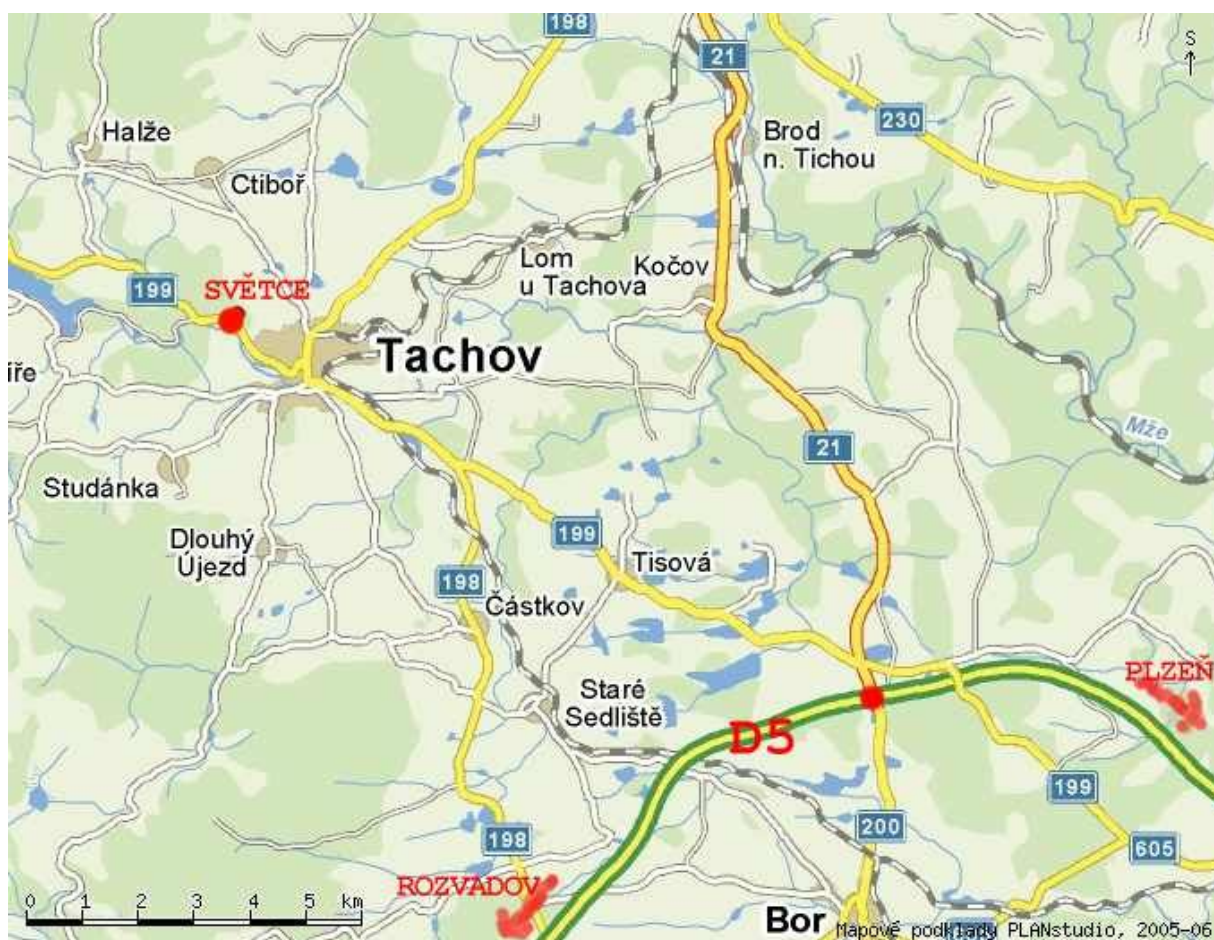 198
21
S
230
Halže
Brod
n. Tichou
Ctiboř
Lom
u Tachova
Kočov
199
SVĚTCE
Tachov
íře
21
Mže
Studánka
199
Dlouhý
Újezd
Tisová
198
Částkov
PLZEŇ
Staré
Sedliště
D5
199
200
198
605
ROZVADOV
0 1 2 3 4 5 km
Bor
Mapové podklady PLANstudio, 2005-06